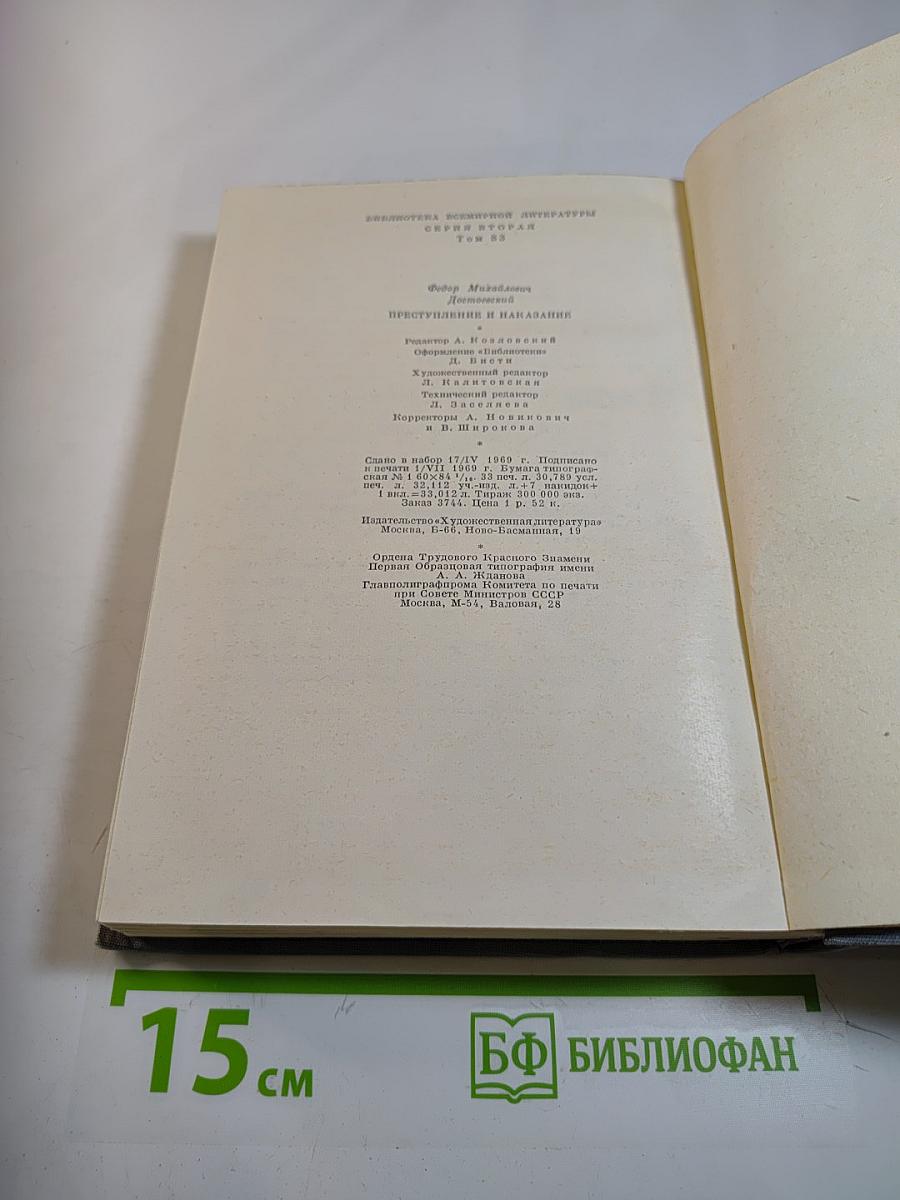 БИБЛИОТЕКА ВСЕМИРНОЙ ЛИТЕРАТУРЫ
СЕРИЯ ВТОРАЯ
Том 83
Федор Михайлович
Достоевский
ПРЕСТУПЛЕНИЕ И НАКАЗАНИЕ
*
Редактор А. Козловский
Оформление «Библиотеки»
Д. Бисти
Художественный редактор
Л. Калитовская
Технический редактор
Л. Заселяева
Корректоры А. Новикович
и В. Широкова
*
Сдано в набор 17/IV 1969 г. Подписано
к печати 1/VII 1969 г. Бумага типограф-
ская № 1 60×84 1/16. 33 печ. л. 30,789 усл.
печ. л. 32,112 уч.-изд. л.+7 накидок+
1 вкл.=33,012 л. Тираж 300 000 экз.
Заказ 3744. Цена 1 р. 52 к.
Издательство «Художественная литература»
Москва, Б-66, Ново-Басманная, 19
*
Ордена Трудового Красного Знамени
Первая Образцовая типография имени
А. А. Жданова
Главполиграфпрома Комитета по печати
при Совете Министров СССР
Москва, М-54, Валовая, 28
15 см
БФ БИБЛИОФАН